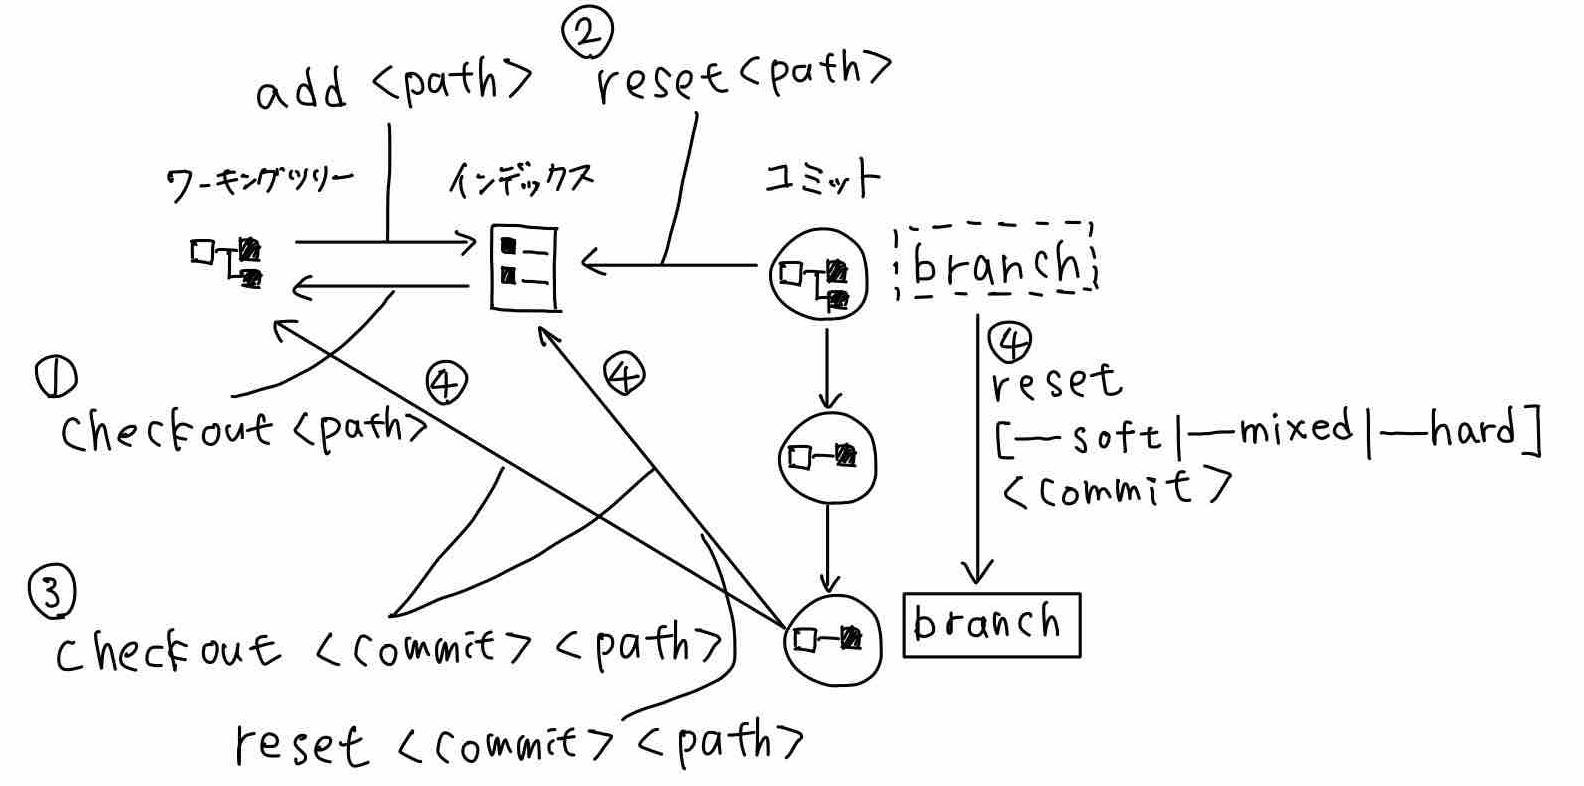 ②
add <path>
reset <path>
ワーキングツリー
インデックス
コミット
branch
①
checkout <path>
④
④
④
reset
[--soft|--mixed|--hard]
<commit>
③
checkout <commit> <path>
branch
reset <commit> <path>